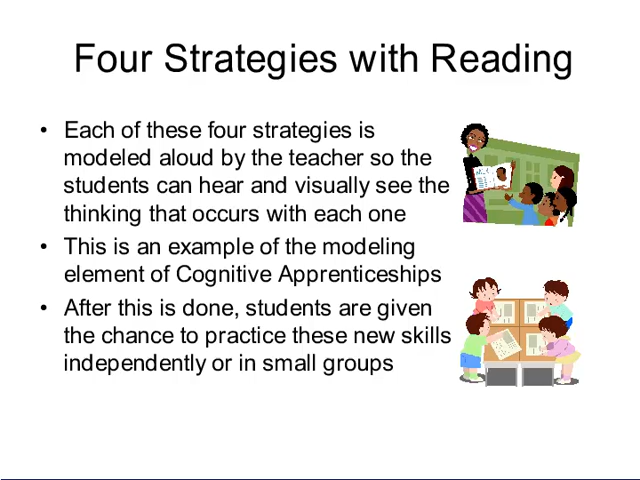 Four Strategies with Reading
• Each of these four strategies is
modeled aloud by the teacher so the
students can hear and visually see the
thinking that occurs with each one
• This is an example of the modeling
element of Cognitive Apprenticeships
• After this is done, students are given
the chance to practice these new skills
independently or in small groups